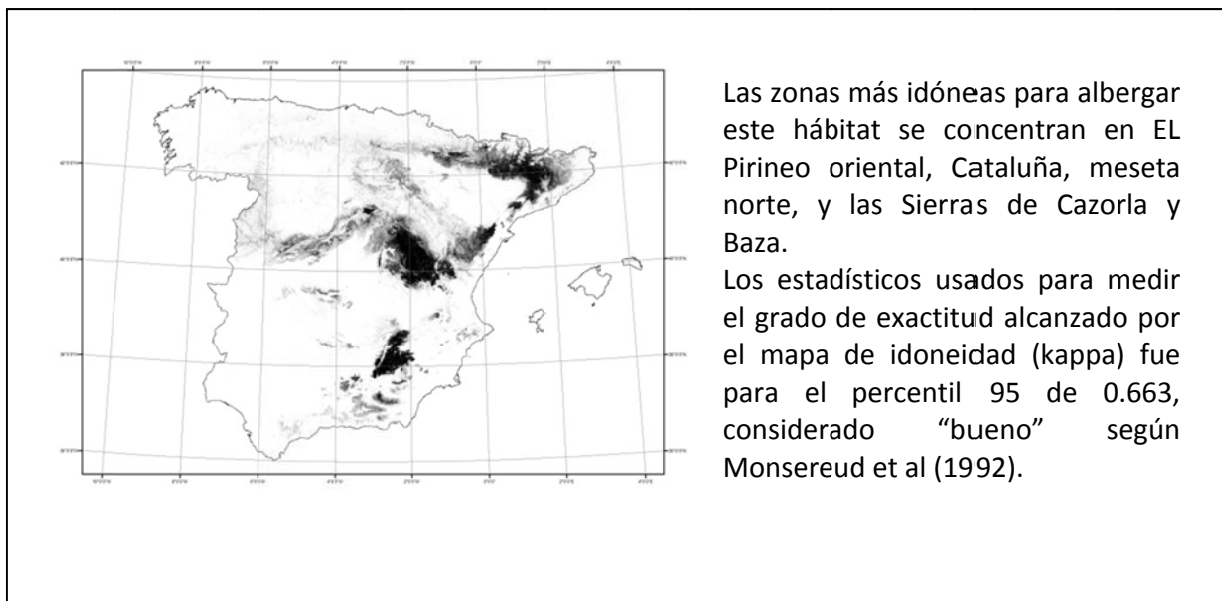 Las zonas más idóneas para albergar
este hábitat se concentran en EL
Pirineo oriental, Cataluña, meseta
norte, y las Sierras de Cazorla y
Baza.
Los estadísticos usados para medir
el grado de exactitud alcanzado por
el mapa de idoneidad (kappa) fue
para el percentil 95 de 0.663,
considerado “bueno” según
Monsereud et al (1992).